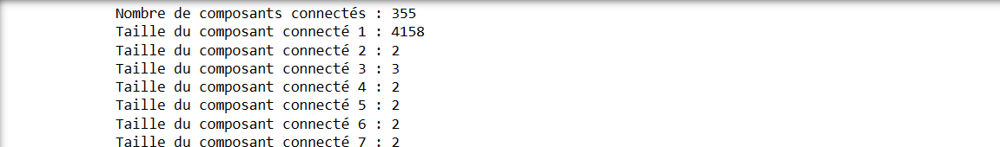 Nombre de composants connectés : 355
Taille du composant connecté 1 : 4158
Taille du composant connecté 2 : 2
Taille du composant connecté 3 : 3
Taille du composant connecté 4 : 2
Taille du composant connecté 5 : 2
Taille du composant connecté 6 : 2
Taille du composant connecté 7 : 2